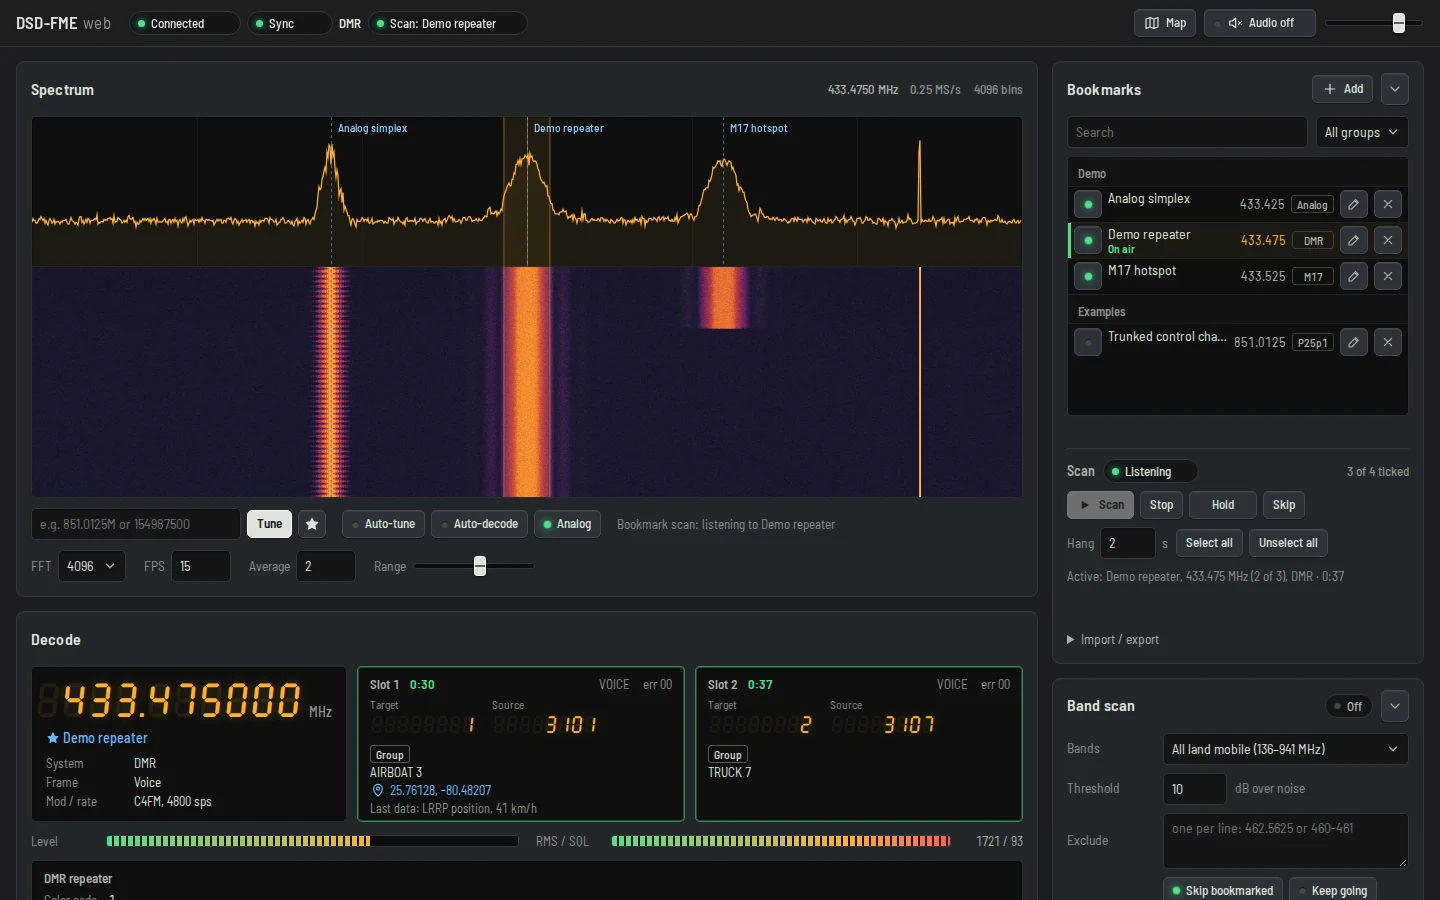 DSD-FME web Connected Sync DMR Scan: Demo repeater Map Audio off
Spectrum 433.4750 MHz 0.25 MS/s 4096 bins
Analog simplex Demo repeater M17 hotspot
e.g. 851.0125M or 154987500 Tune Auto-tune Auto-decode Analog Bookmark scan: listening to Demo repeater
FFT 4096 FPS 15 Average 2 Range
Decode
433.475000 MHz
Demo repeater
System DMR
Frame Voice
Mod / rate C4FM, 4800 sps
Slot 1 0:30 VOICE err 00
Target Source
1 3101
Group
AIRBOAT 3
25.76128, -80.48207
Last data: LRRP position, 41 km/h
Slot 2 0:37 VOICE err 00
Target Source
2 3107
Group
TRUCK 7
Level RMS / SQL 1721 / 93
DMR repeater
Color code 1
Bookmarks Add
Search All groups
Demo
Analog simplex 433.425 Analog
Demo repeater 433.475 DMR
On air
M17 hotspot 433.525 M17
Examples
Trunked control cha... 851.0125 P25p1
Scan Listening 3 of 4 ticked
Scan Stop Hold Skip
Hang 2 s Select all Unselect all
Active: Demo repeater, 433.475 MHz (2 of 3), DMR · 0:37
Import / export
Band scan Off
Bands All land mobile (136–941 MHz)
Threshold 10 dB over noise
Exclude one per line: 462.5625 or 460-461
Skip bookmarked Keep going